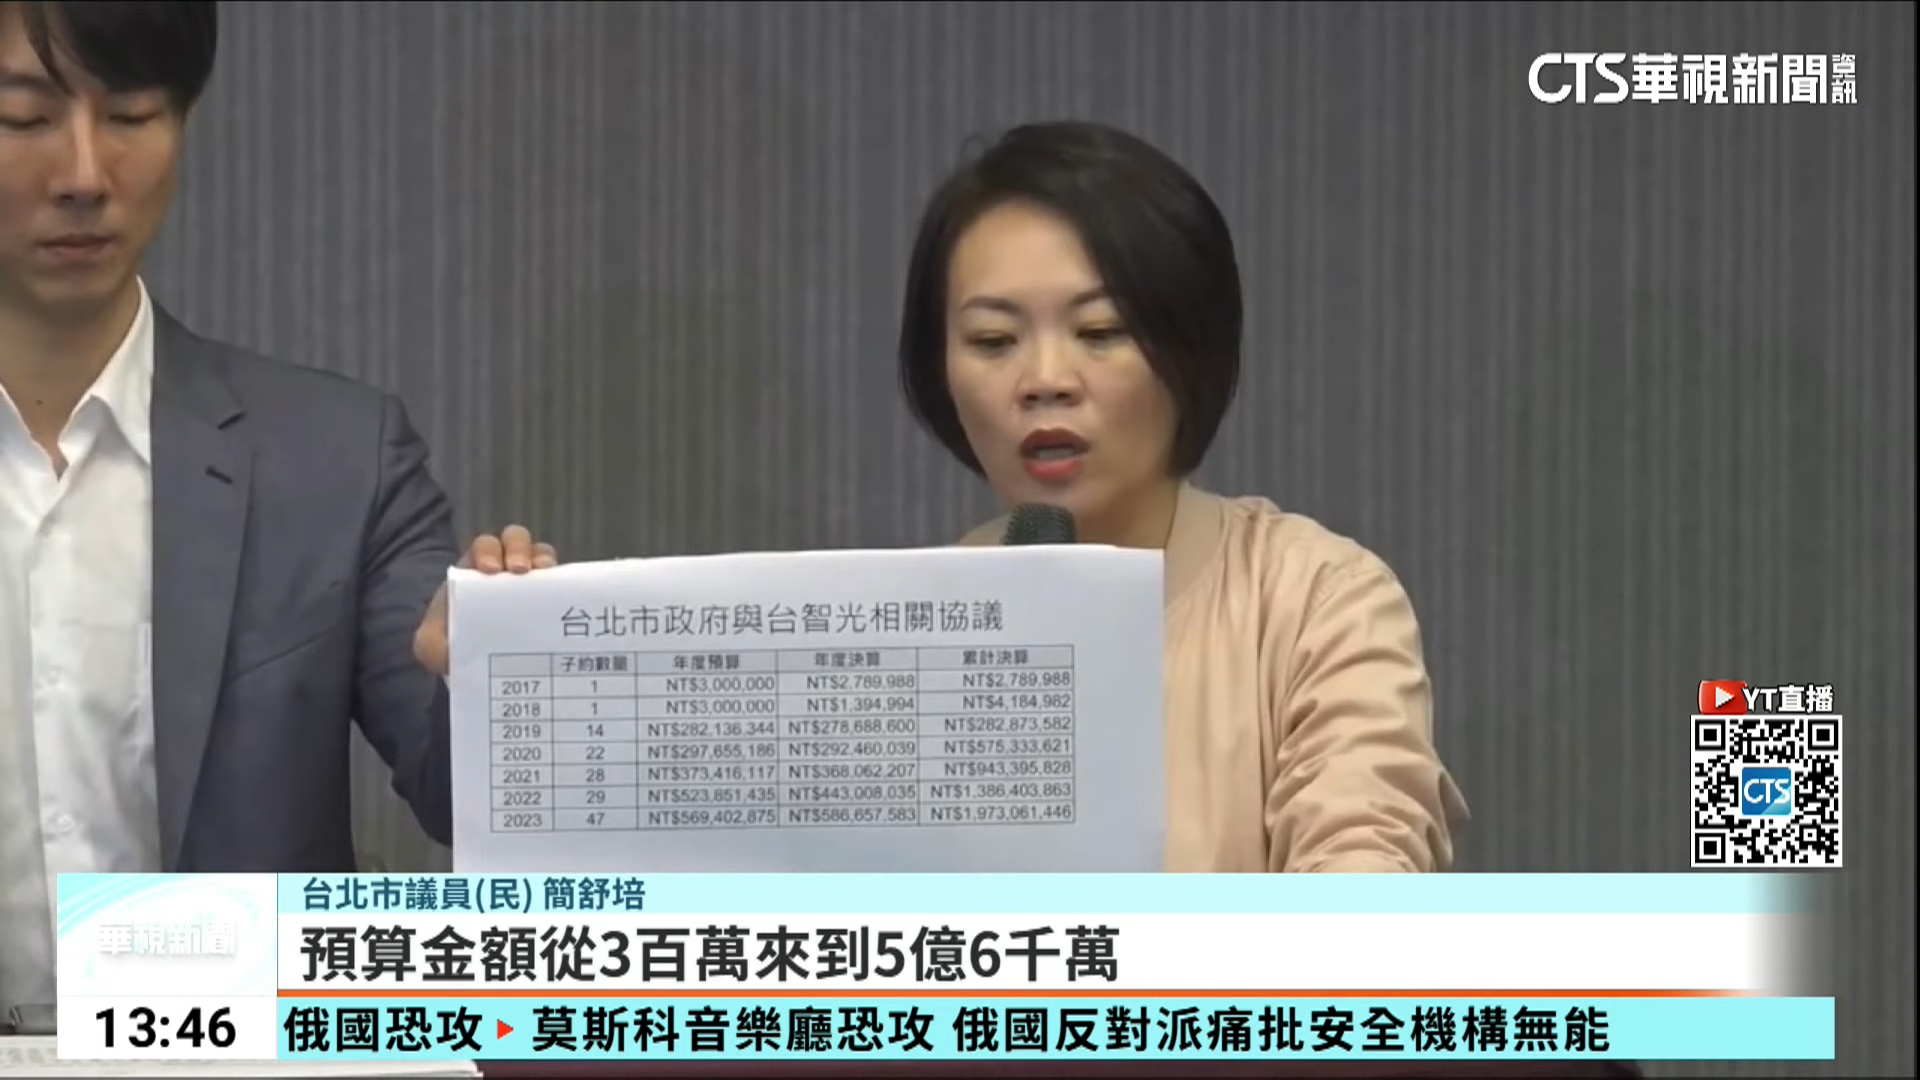 CTS華視新聞資訊
台北市政府與台智光相關協議
子約數量 年度預算 年度決算 累計決算
2017 1 NT$3,000,000 NT$2,789,988 NT$2,789,988
2018 1 NT$3,000,000 NT$1,394,994 NT$4,184,982
2019 14 NT$282,136,344 NT$278,688,600 NT$282,873,582
2020 22 NT$297,655,186 NT$292,460,039 NT$575,333,621
2021 28 NT$373,416,117 NT$368,062,207 NT$943,395,828
2022 29 NT$523,851,435 NT$443,008,035 NT$1,386,403,863
2023 47 NT$569,402,875 NT$586,657,583 NT$1,973,061,446
YT直播
CTS
台北市議員(民) 簡舒培
華視新聞
預算金額從3百萬來到5億6千萬
13:46
俄國恐攻 莫斯科音樂廳恐攻 俄國反對派痛批安全機構無能